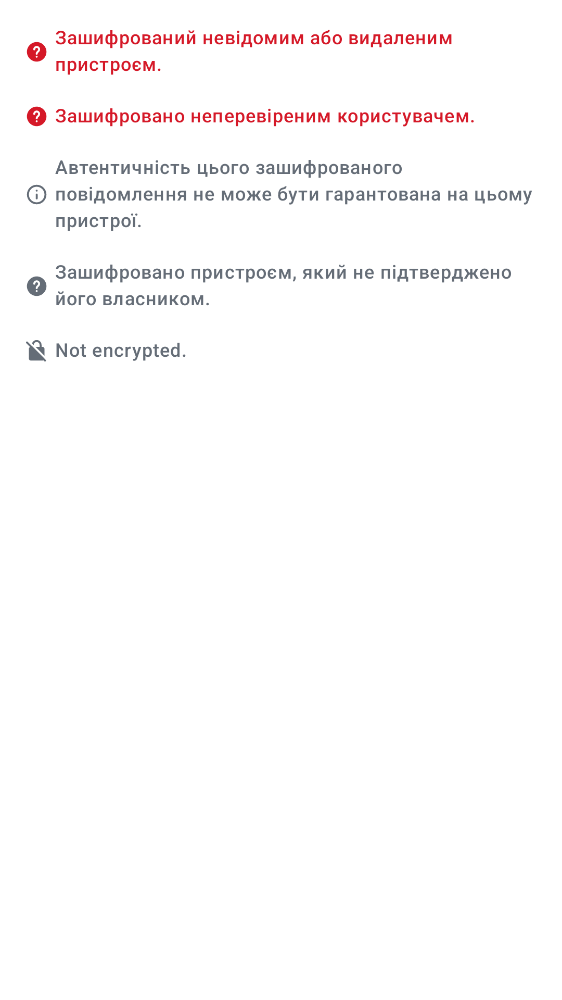 Зашифрований невідомим або видаленим
пристроєм.
Зашифровано неперевіреним користувачем.
Автентичність цього зашифрованого
повідомлення не може бути гарантована на цьому
пристрої.
Зашифровано пристроєм, який не підтверджено
його власником.
Not encrypted.